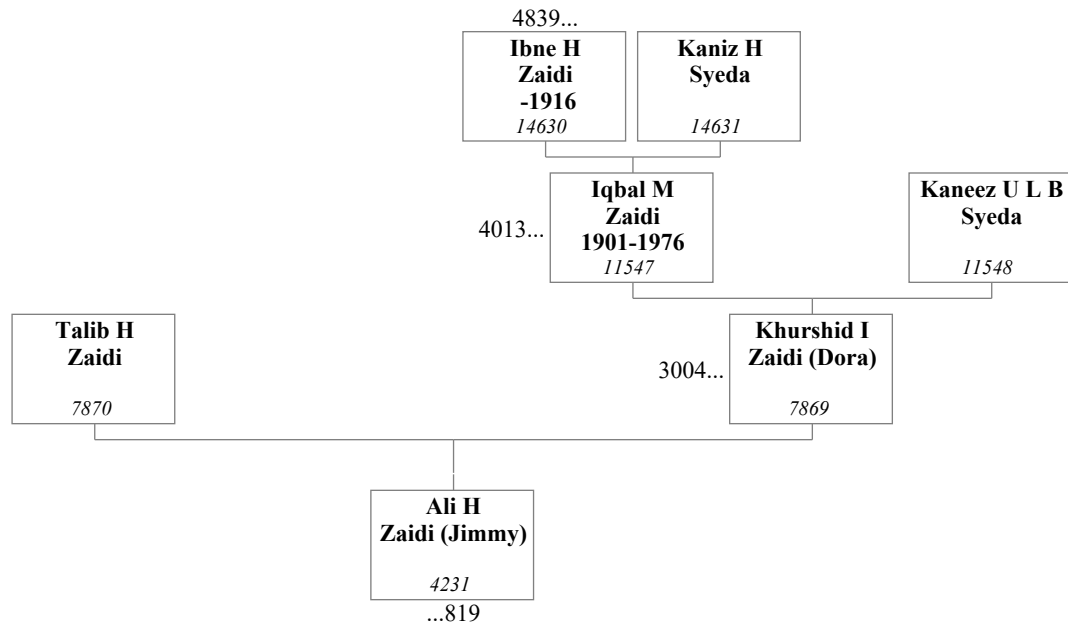 4839...
Ibne H
Zaidi
-1916
14630
Kaniz H
Syeda
14631
4013...
Iqbal M
Zaidi
1901-1976
11547
Kaneez U L B
Syeda
11548
Talib H
Zaidi
7870
3004...
Khurshid I
Zaidi (Dora)
7869
Ali H
Zaidi (Jimmy)
4231
...819